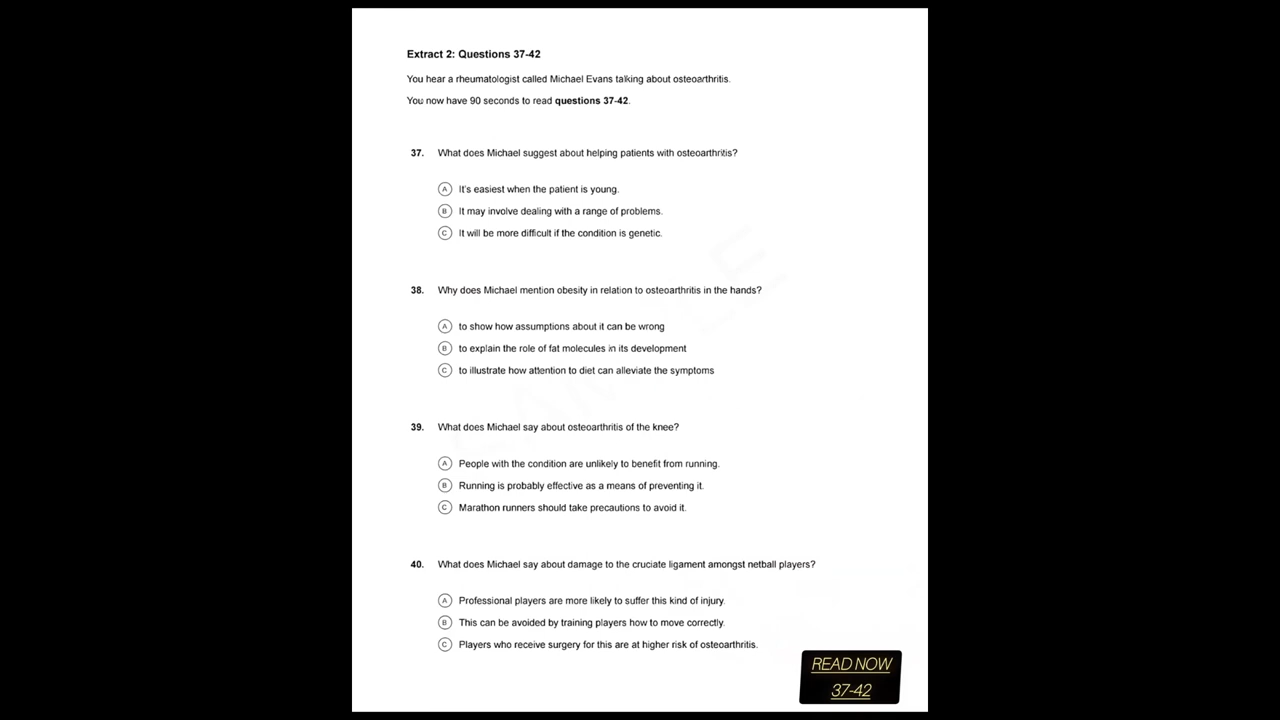 Extract 2: Questions 37-42
You hear a rheumatologist called Michael Evans talking about osteoarthritis.
You now have 90 seconds to read questions 37-42.
37. What does Michael suggest about helping patients with osteoarthritis?
A It's easiest when the patient is young.
B It may involve dealing with a range of problems.
C It will be more difficult if the condition is genetic.
38. Why does Michael mention obesity in relation to osteoarthritis in the hands?
A to show how assumptions about it can be wrong
B to explain the role of fat molecules in its development
C to illustrate how attention to diet can alleviate the symptoms
39. What does Michael say about osteoarthritis of the knee?
A People with the condition are unlikely to benefit from running.
B Running is probably effective as a means of preventing it.
C Marathon runners should take precautions to avoid it.
40. What does Michael say about damage to the cruciate ligament amongst netball players?
A Professional players are more likely to suffer this kind of injury.
B This can be avoided by training players how to move correctly.
C Players who receive surgery for this are at higher risk of osteoarthritis.
READ NOW
37-42